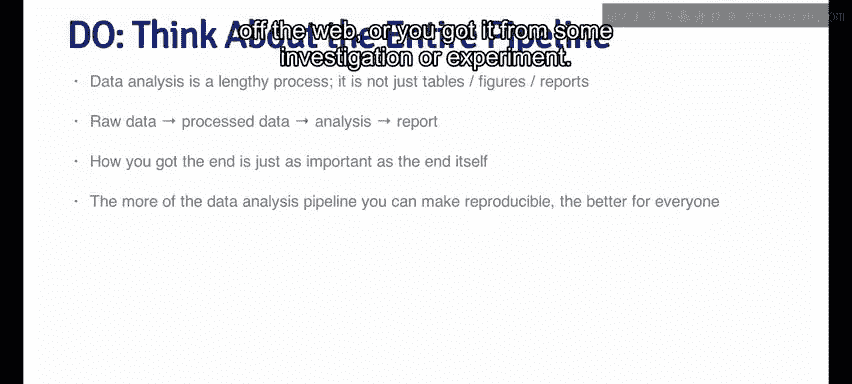 DO: Think About the Entire Pipeline
off the web, or you got it from some
investigation or experiment.
· Data analysis is a lengthy process; it is not just tables / figures / reports
· Raw data → processed data → analysis → report
· How you got the end is just as important as the end itself
· The more of the data analysis pipeline you can make reproducible, the better for everyone